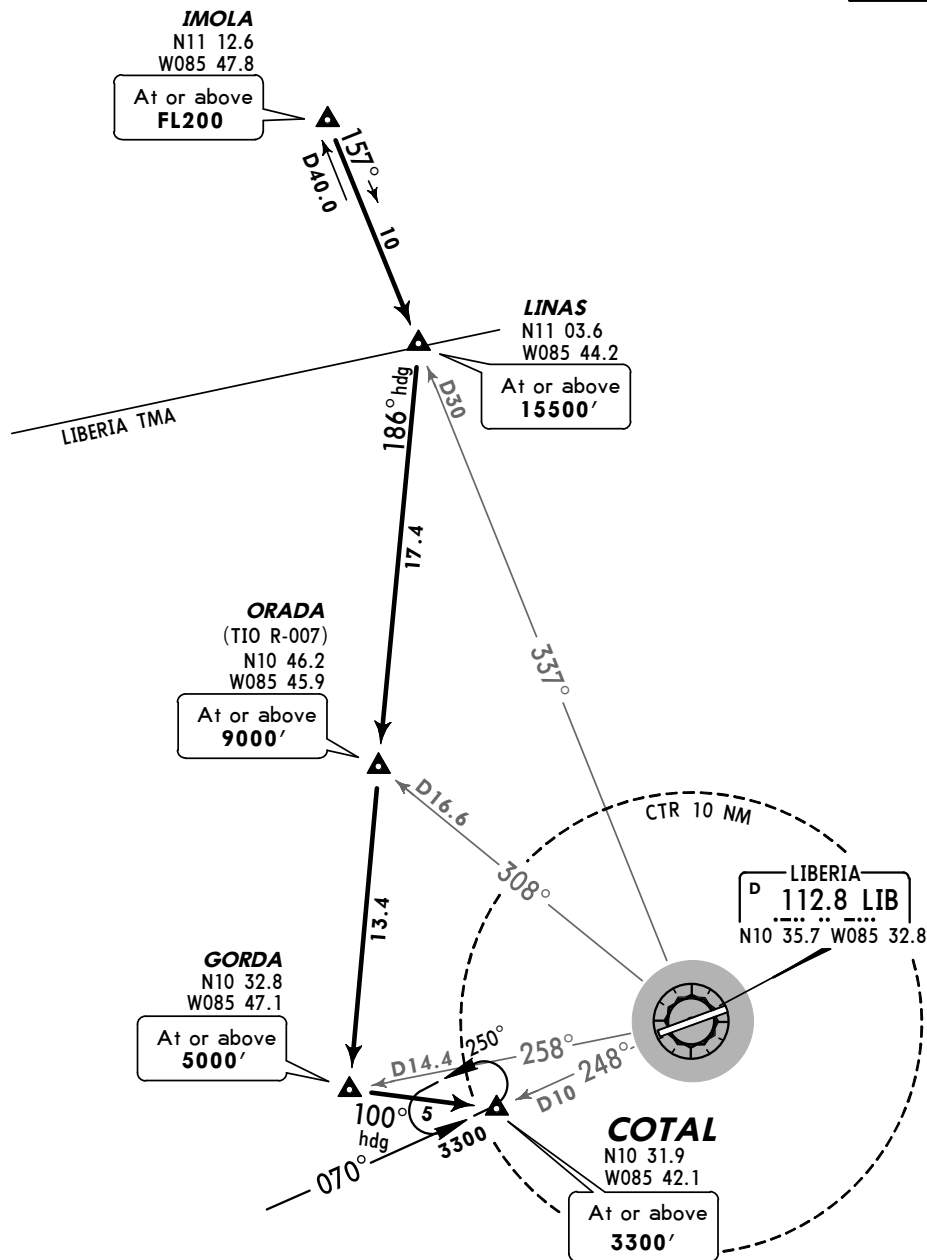 IMOLA
N11 12.6
W085 47.8
At or above
FL200
157°
D40.0
10
LINAS
N11 03.6
W085 44.2
At or above
15500'
LIBERIA TMA
186° hdg
D30
17.4
337°
ORADA
(TIO R-007)
N10 46.2
W085 45.9
At or above
9000'
D16.6
308°
CTR 10 NM
LIBERIA
D 112.8 LIB
N10 35.7 W085 32.8
13.4
GORDA
N10 32.8
W085 47.1
At or above
5000'
D14.4
258°
250°
248°
D10
100°
hdg
5
3300
070°
COTAL
N10 31.9
W085 42.1
At or above
3300'